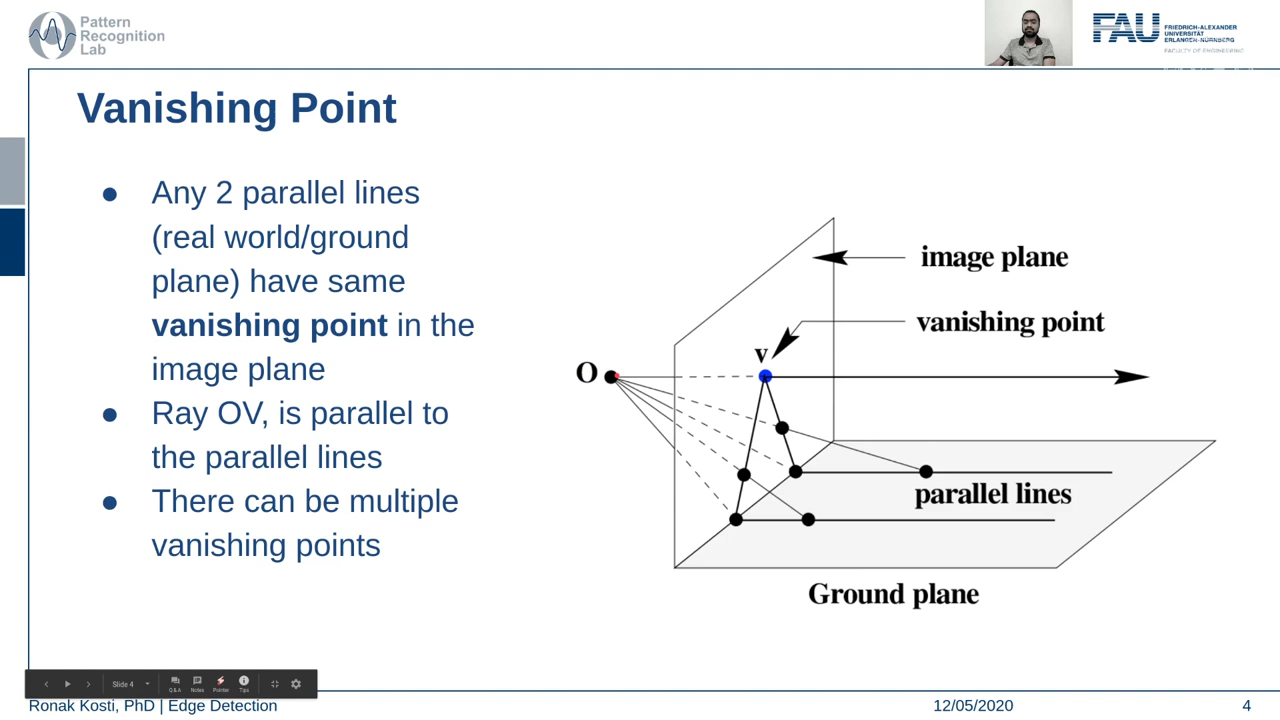 Pattern
Recognition
Lab
FAU
FRIEDRICH-ALEXANDER
UNIVERSITÄT
ERLANGEN-NÜRNBERG
FACULTY OF ENGINEERING
Vanishing Point
● Any 2 parallel lines
(real world/ground
plane) have same
vanishing point in the
image plane
● Ray OV, is parallel to
the parallel lines
● There can be multiple
vanishing points
image plane
vanishing point
v
O
parallel lines
Ground plane
Slide 4
Q&A Notes Pointer Tips
Ronak Kosti, PhD | Edge Detection
12/05/2020
4